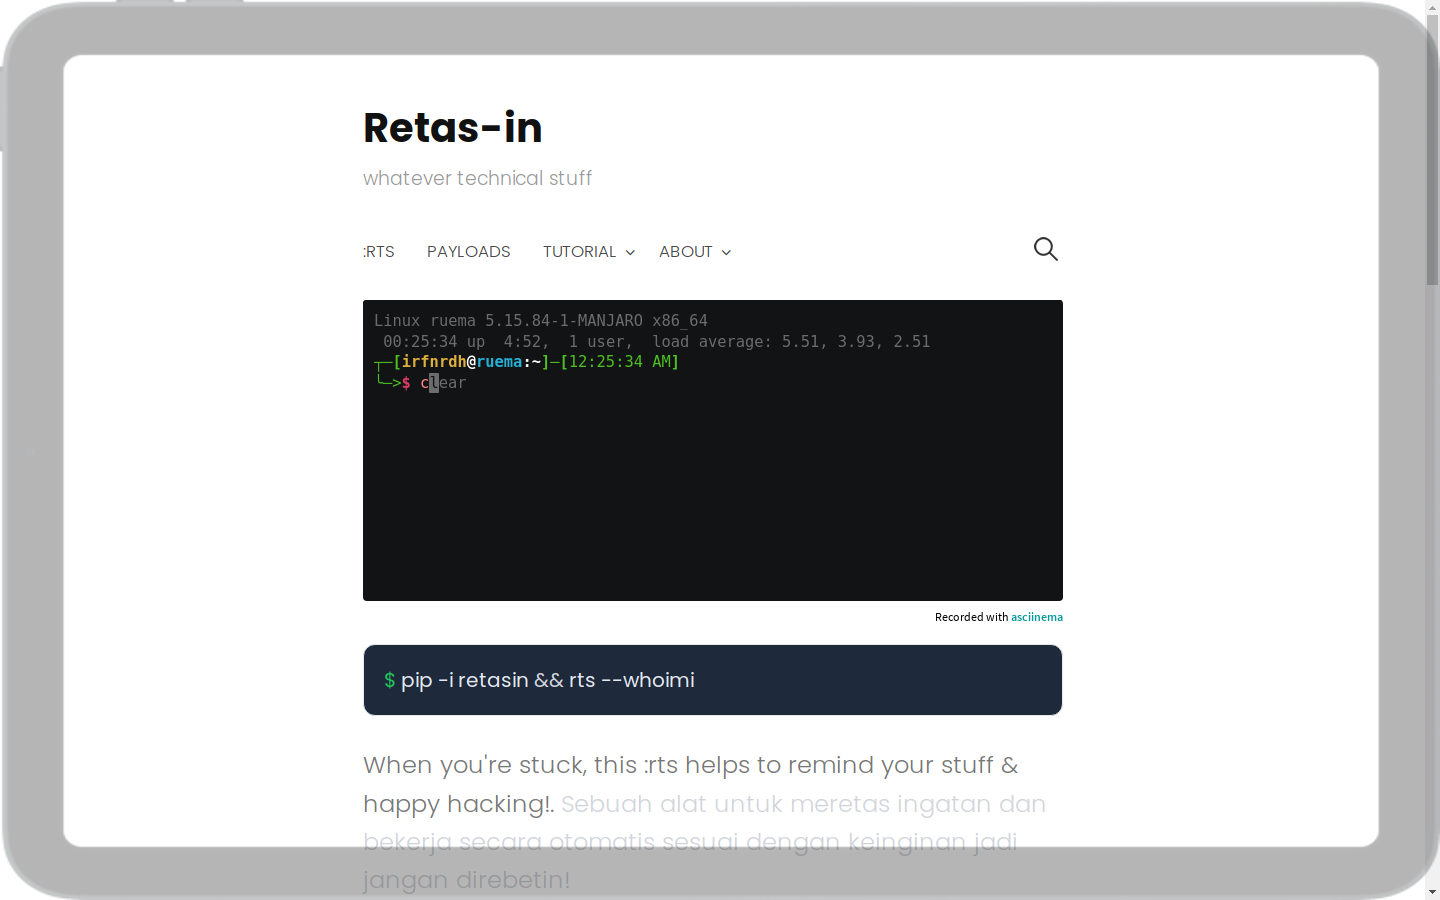 Retas-in
whatever technical stuff
:RTS PAYLOADS TUTORIAL ABOUT
Linux ruema 5.15.84-1-MANJARO x86_64
00:25:34 up  4:52,  1 user,  load average: 5.51, 3.93, 2.51
┬─[irfnrdh@ruema:~]─[12:25:34 AM]
╰─>$ clear
Recorded with asciinema
$ pip -i retasin && rts --whoimi
When you're stuck, this :rts helps to remind your stuff &
happy hacking!. Sebuah alat untuk meretas ingatan dan
bekerja secara otomatis sesuai dengan keinginan jadi
jangan direbetin!